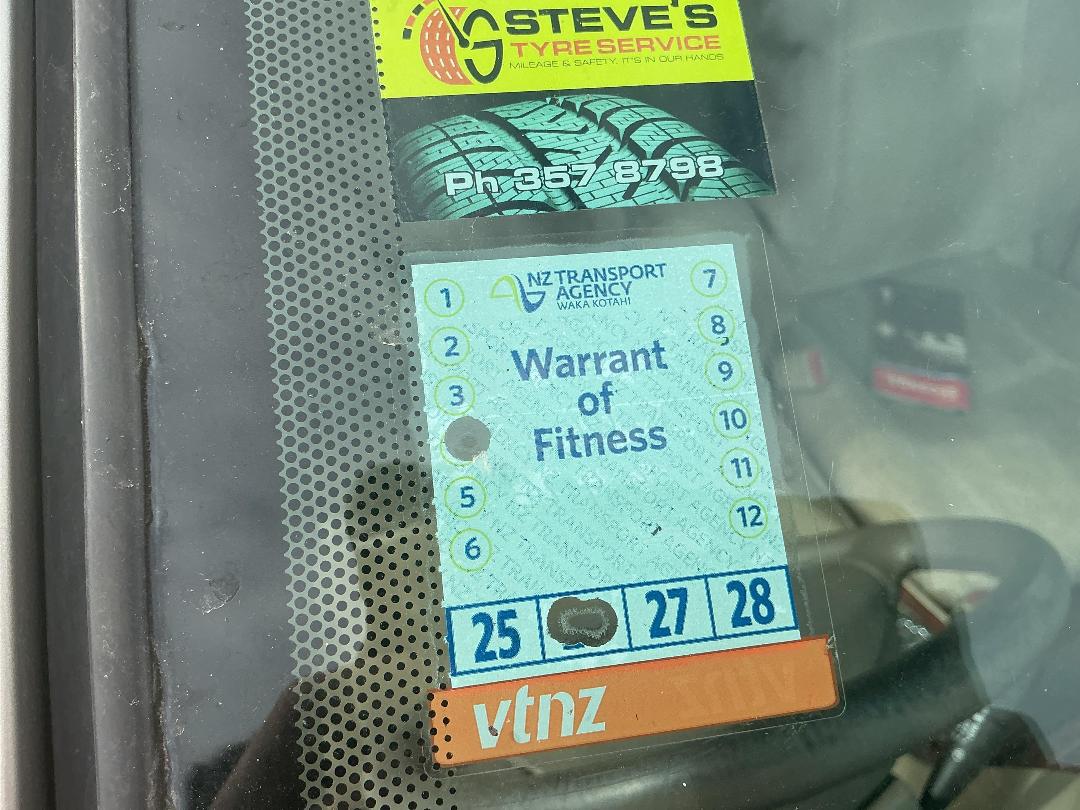 STEVE'S
TYRE SERVICE
MILEAGE & SAFETY, IT'S IN OUR HANDS
Ph 357 8798
NZ TRANSPORT
AGENCY
WAKA KOTAHI
1
2
3
5
6
7
8
9
10
11
12
Warrant
of
Fitness
25 27 28
vtnz